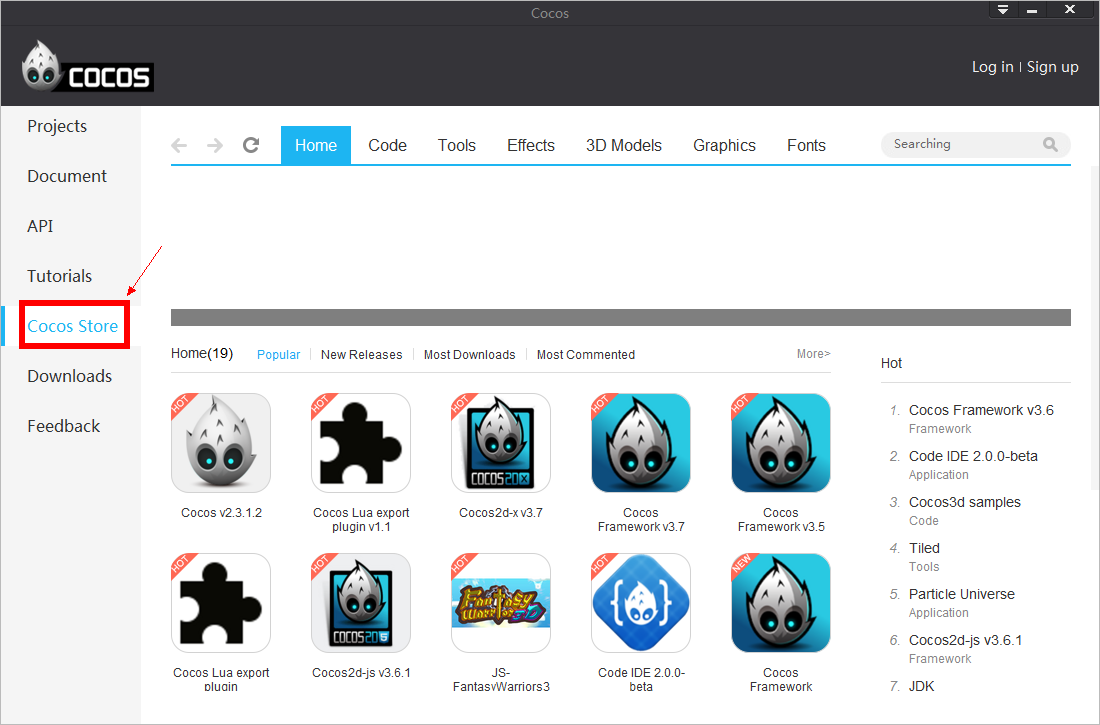 Cocos
COCOS
Log in | Sign up
Projects
Document
API
Tutorials
Cocos Store
Downloads
Feedback
Home Code Tools Effects 3D Models Graphics Fonts Searching
Home(19) Popular New Releases Most Downloads Most Commented More>
HOT HOT HOT HOT HOT
COCOS2DX
Cocos v2.3.1.2
Cocos Lua export
plugin v1.1
Cocos2d-x v3.7
Cocos
Framework v3.7
Cocos
Framework v3.5
HOT HOT HOT HOT NEW
COCOS2D 5
Fantasy
Warrior 3D
Cocos Lua export
plugin
Cocos2d-js v3.6.1
JS-
FantasyWarriors3
Code IDE 2.0.0-
beta
Cocos
Framework
Hot
1. Cocos Framework v3.6
Framework
2. Code IDE 2.0.0-beta
Application
3. Cocos3d samples
Code
4. Tiled
Tools
5. Particle Universe
Application
6. Cocos2d-js v3.6.1
Framework
7. JDK